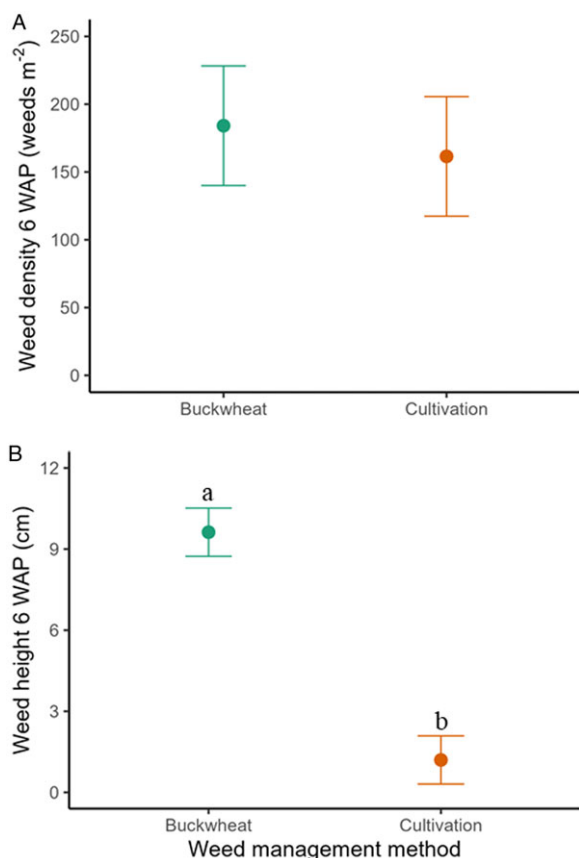 A
Weed density 6 WAP (weeds m⁻²)
250
200
150
100
50
0
Buckwheat Cultivation
B
Weed height 6 WAP (cm)
12
9
6
3
0
a
b
Buckwheat Cultivation
Weed management method